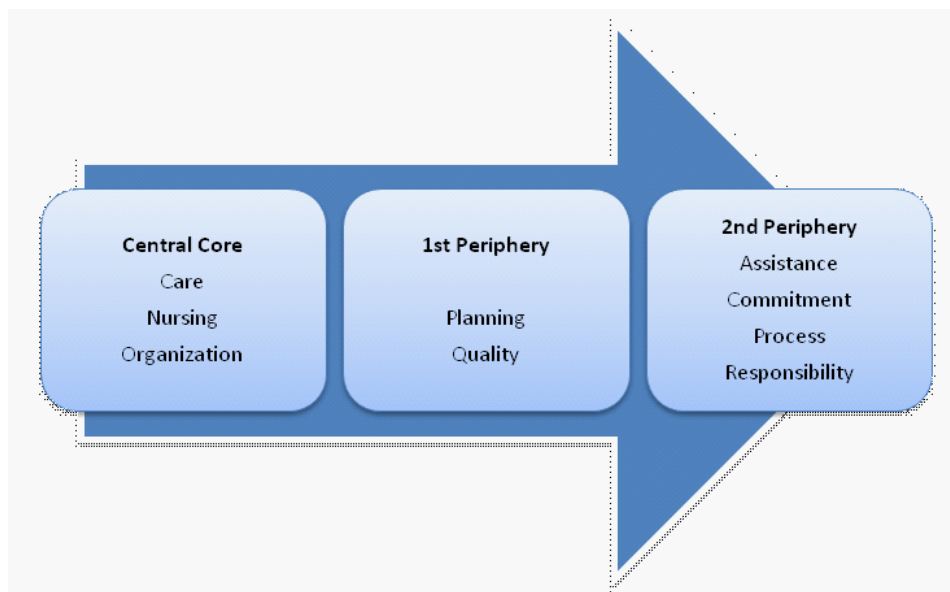 Central Core
Care
Nursing
Organization
1st Periphery
Planning
Quality
2nd Periphery
Assistance
Commitment
Process
Responsibility